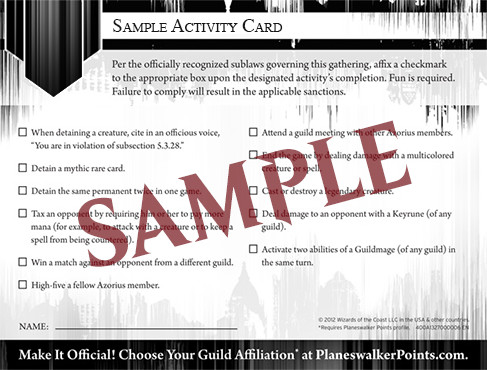 SAMPLE ACTIVITY CARD
Per the officially recognized sublaws governing this gathering, affix a checkmark
to the appropriate box upon the designated activity's completion. Fun is required.
Failure to comply will result in the applicable sanctions.
When detaining a creature, cite in an officious voice,
"You are in violation of subsection 5.3.28."
Detain a mythic rare card.
Detain the same permanent twice in one game.
Tax an opponent by requiring him or her to pay more
mana (for example, to attack with a creature or to keep a
spell from being countered).
Win a match against an opponent from a different guild.
High-five a fellow Azorius member.
Attend a guild meeting with other Azorius members.
End the game by dealing damage with a multicolored
creature or spell.
Cast or destroy a legendary creature.
Deal damage to an opponent with a Keyrune (of any
guild).
Activate two abilities of a Guildmage (of any guild) in
the same turn.
SAMPLE
© 2012 Wizards of the Coast LLC in the USA & other countries.
*Requires Planeswalker Points profile. 400A1327000006 EN
NAME:
Make It Official! Choose Your Guild Affiliation* at PlaneswalkerPoints.com.